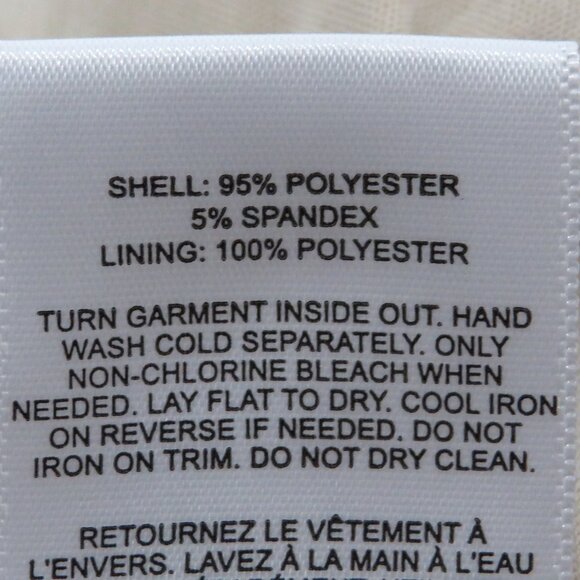 SHELL: 95% POLYESTER
5% SPANDEX
LINING: 100% POLYESTER
TURN GARMENT INSIDE OUT. HAND
WASH COLD SEPARATELY. ONLY
NON-CHLORINE BLEACH WHEN
NEEDED. LAY FLAT TO DRY. COOL IRON
ON REVERSE IF NEEDED. DO NOT
IRON ON TRIM. DO NOT DRY CLEAN.
RETOURNEZ LE VÊTEMENT À
L'ENVERS. LAVEZ À LA MAIN À L'EAU